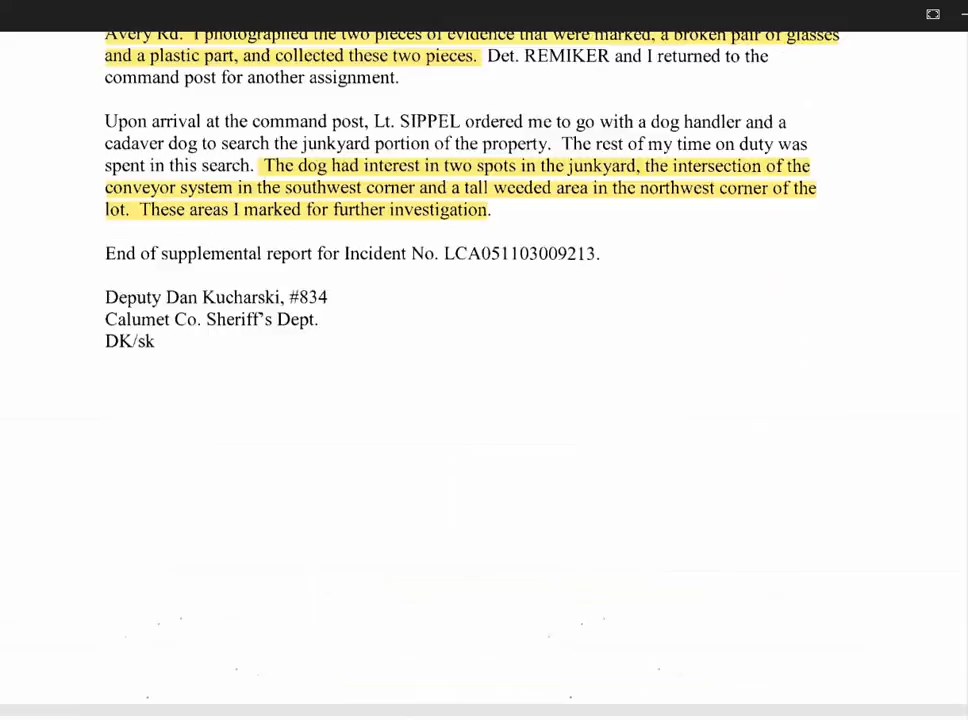 Avery Rd. I photographed the two pieces of evidence that were marked, a broken pair of glasses
and a plastic part, and collected these two pieces. Det. REMIKER and I returned to the
command post for another assignment.
Upon arrival at the command post, Lt. SIPPEL ordered me to go with a dog handler and a
cadaver dog to search the junkyard portion of the property. The rest of my time on duty was
spent in this search. The dog had interest in two spots in the junkyard, the intersection of the
conveyor system in the southwest corner and a tall weeded area in the northwest corner of the
lot. These areas I marked for further investigation.
End of supplemental report for Incident No. LCA051103009213.
Deputy Dan Kucharski, #834
Calumet Co. Sheriff's Dept.
DK/sk